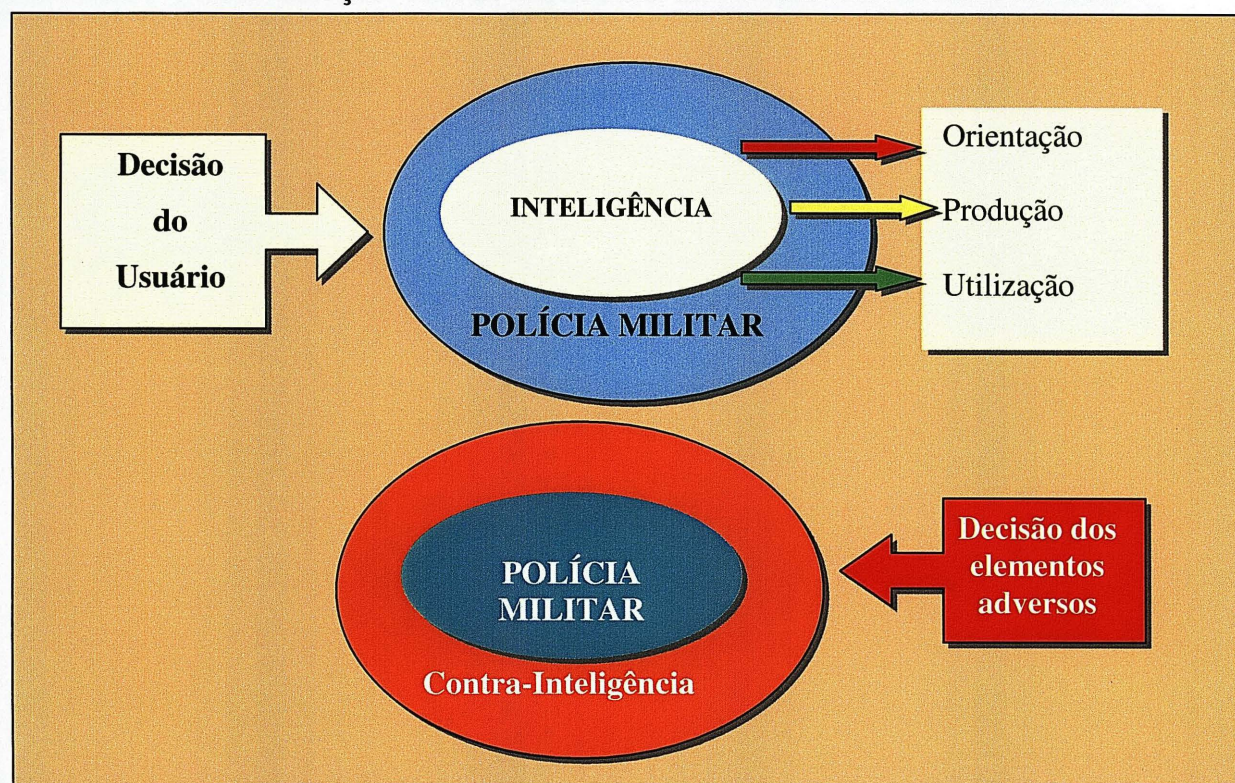 Decisão
do
Usuário
INTELIGÊNCIA
POLÍCIA MILITAR
Orientação
Produção
Utilização
POLÍCIA
MILITAR
Contra-Inteligência
Decisão dos
elementos
adversos